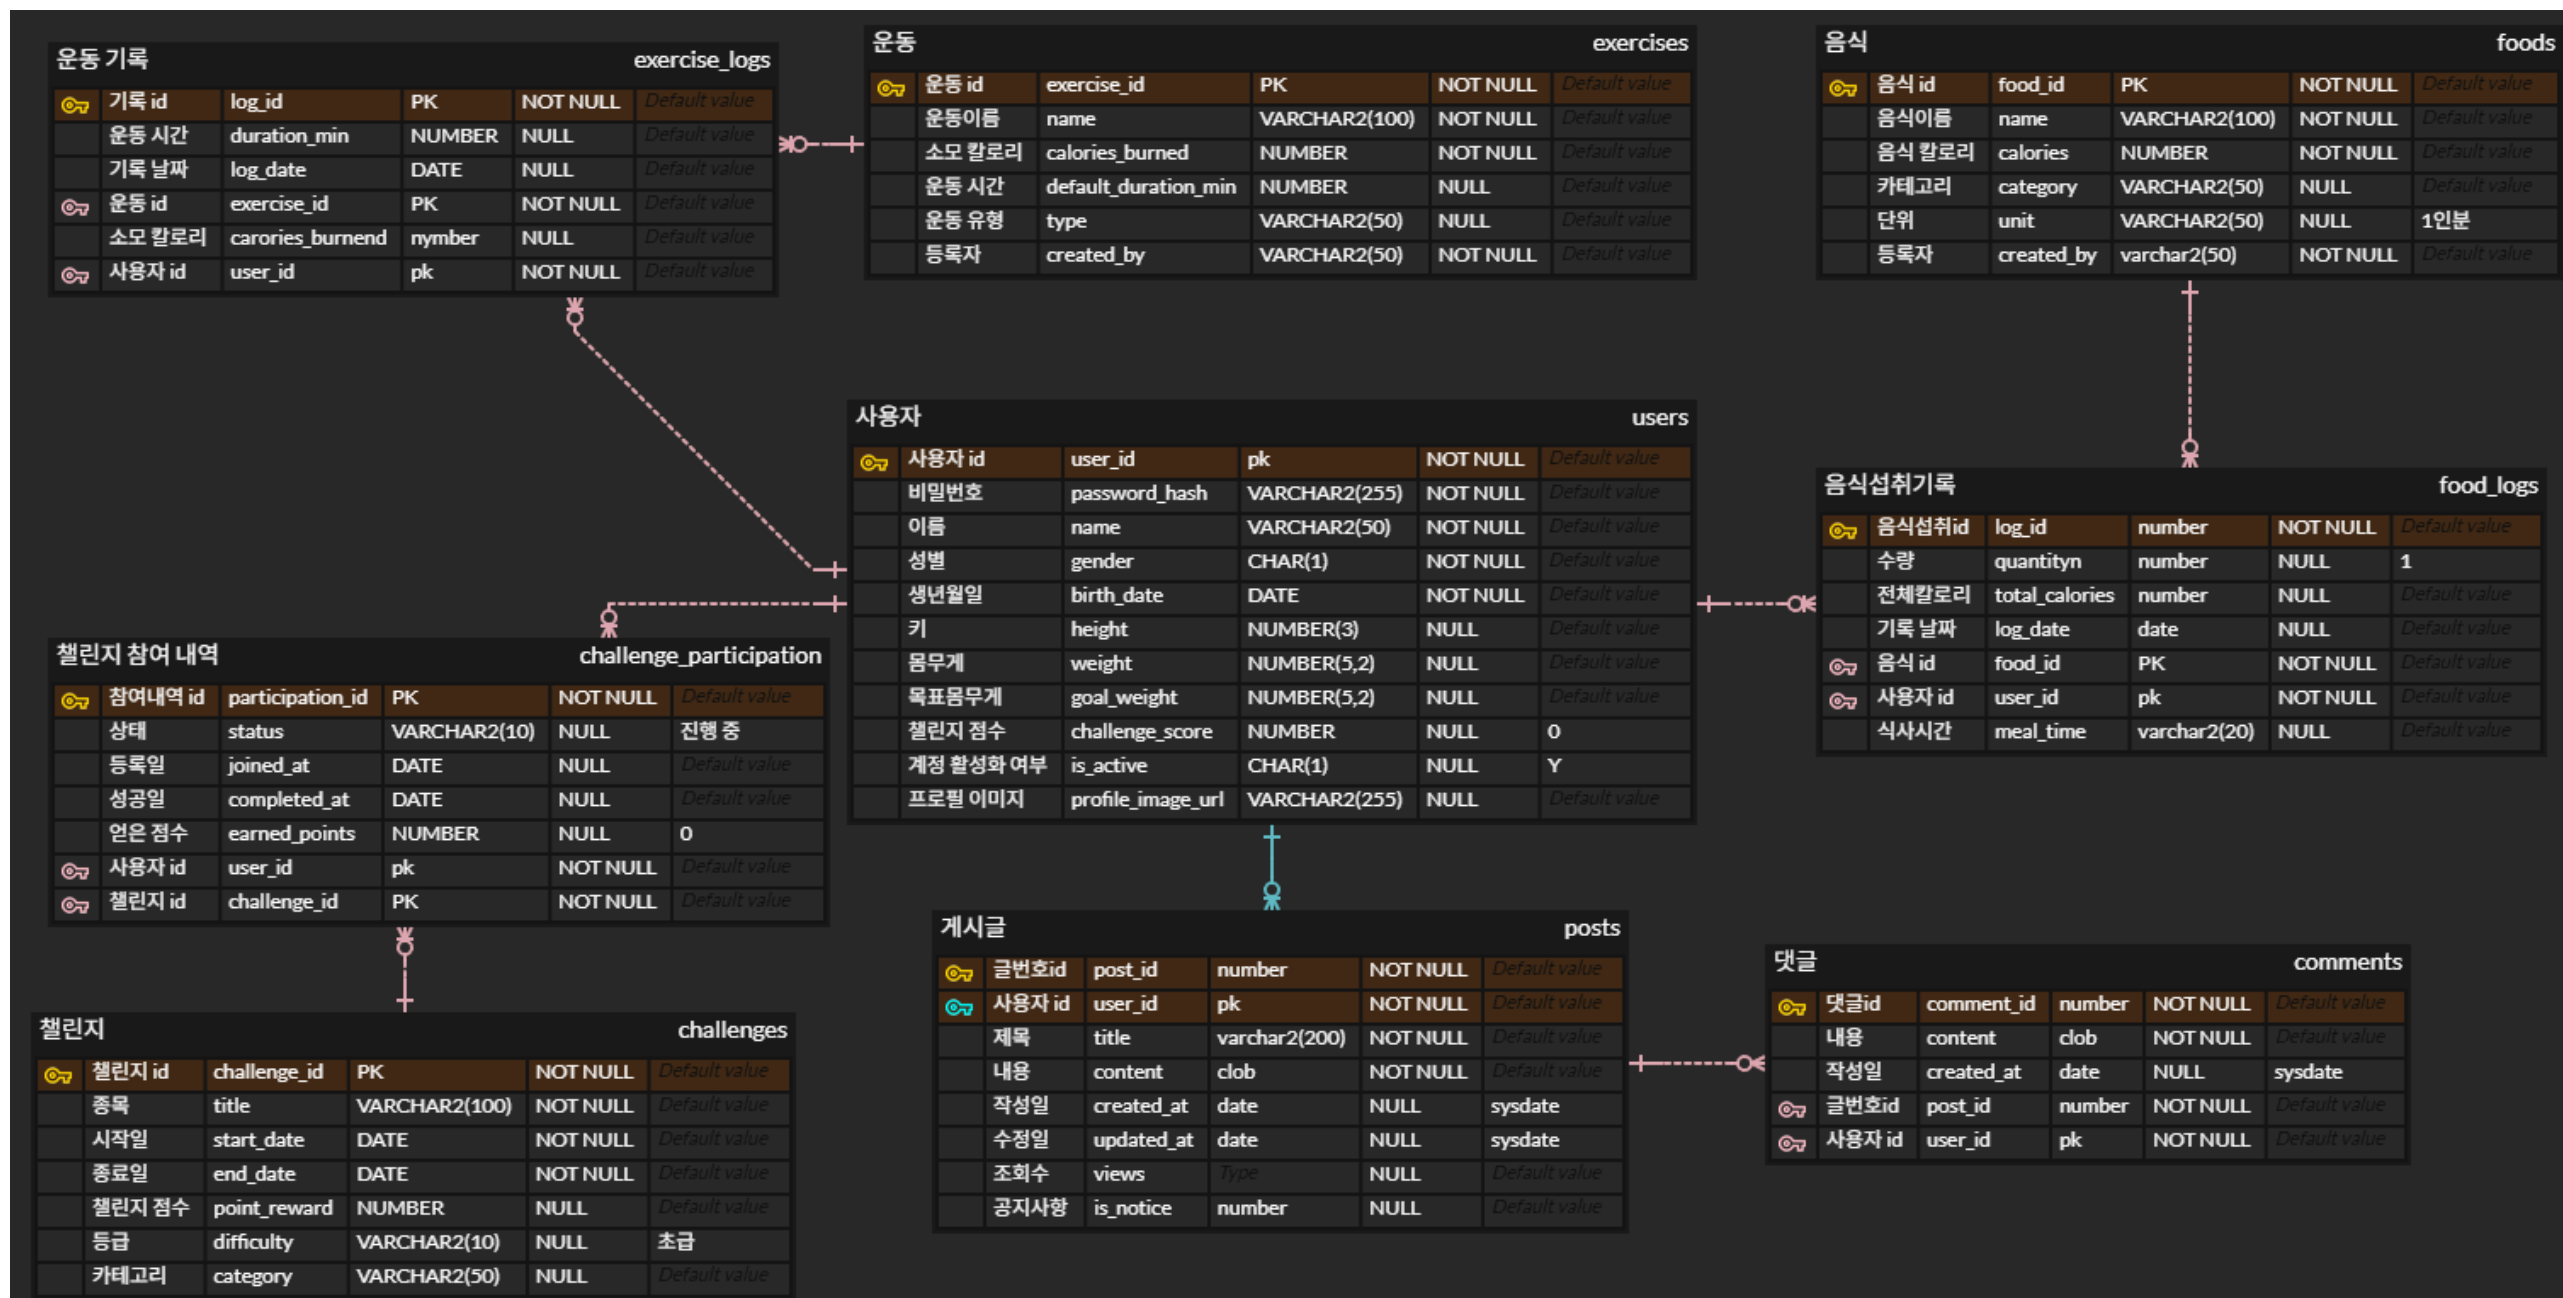 운동 기록 exercise_logs
기록 id log_id PK NOT NULL Default value
운동 시간 duration_min NUMBER NULL Default value
기록 날짜 log_date DATE NULL Default value
운동 id exercise_id PK NOT NULL Default value
소모 칼로리 carories_burnend nymber NULL Default value
사용자 id user_id pk NOT NULL Default value
운동 exercises
운동 id exercise_id PK NOT NULL Default value
운동이름 name VARCHAR2(100) NOT NULL Default value
소모 칼로리 calories_burned NUMBER NOT NULL Default value
운동 시간 default_duration_min NUMBER NULL Default value
운동 유형 type VARCHAR2(50) NULL Default value
등록자 created_by VARCHAR2(50) NOT NULL Default value
음식 foods
음식 id food_id PK NOT NULL Default value
음식이름 name VARCHAR2(100) NOT NULL Default value
음식 칼로리 calories NUMBER NOT NULL Default value
카테고리 category VARCHAR2(50) NULL Default value
단위 unit VARCHAR2(50) NULL 1인분
등록자 created_by varchar2(50) NOT NULL Default value
사용자 users
사용자 id user_id pk NOT NULL Default value
비밀번호 password_hash VARCHAR2(255) NOT NULL Default value
이름 name VARCHAR2(50) NOT NULL Default value
성별 gender CHAR(1) NOT NULL Default value
생년월일 birth_date DATE NOT NULL Default value
키 height NUMBER(3) NULL Default value
몸무게 weight NUMBER(5,2) NULL Default value
목표몸무게 goal_weight NUMBER(5,2) NULL Default value
챌린지 점수 challenge_score NUMBER NULL 0
계정 활성화 여부 is_active CHAR(1) NULL Y
프로필 이미지 profile_image_url VARCHAR2(255) NULL Default value
음식섭취기록 food_logs
음식섭취id log_id number NOT NULL Default value
수량 quantityn number NULL 1
전체칼로리 total_calories number NULL Default value
기록 날짜 log_date date NULL Default value
음식 id food_id PK NOT NULL Default value
사용자 id user_id pk NOT NULL Default value
식사시간 meal_time varchar2(20) NULL Default value
챌린지 참여 내역 challenge_participation
참여내역 id participation_id PK NOT NULL Default value
상태 status VARCHAR2(10) NULL 진행 중
등록일 joined_at DATE NULL Default value
성공일 completed_at DATE NULL Default value
얻은 점수 earned_points NUMBER NULL 0
사용자 id user_id pk NOT NULL Default value
챌린지 id challenge_id PK NOT NULL Default value
챌린지 challenges
챌린지 id challenge_id PK NOT NULL Default value
종목 title VARCHAR2(100) NOT NULL Default value
시작일 start_date DATE NOT NULL Default value
종료일 end_date DATE NOT NULL Default value
챌린지 점수 point_reward NUMBER NULL Default value
등급 difficulty VARCHAR2(10) NULL 초급
카테고리 category VARCHAR2(50) NULL Default value
게시글 posts
글번호id post_id number NOT NULL Default value
사용자 id user_id pk NOT NULL Default value
제목 title varchar2(200) NOT NULL Default value
내용 content clob NOT NULL Default value
작성일 created_at date NULL sysdate
수정일 updated_at date NULL sysdate
조회수 views Type NULL Default value
공지사항 is_notice number NULL Default value
댓글 comments
댓글id comment_id number NOT NULL Default value
내용 content clob NOT NULL Default value
작성일 created_at date NULL sysdate
글번호id post_id number NOT NULL Default value
사용자 id user_id pk NOT NULL Default value